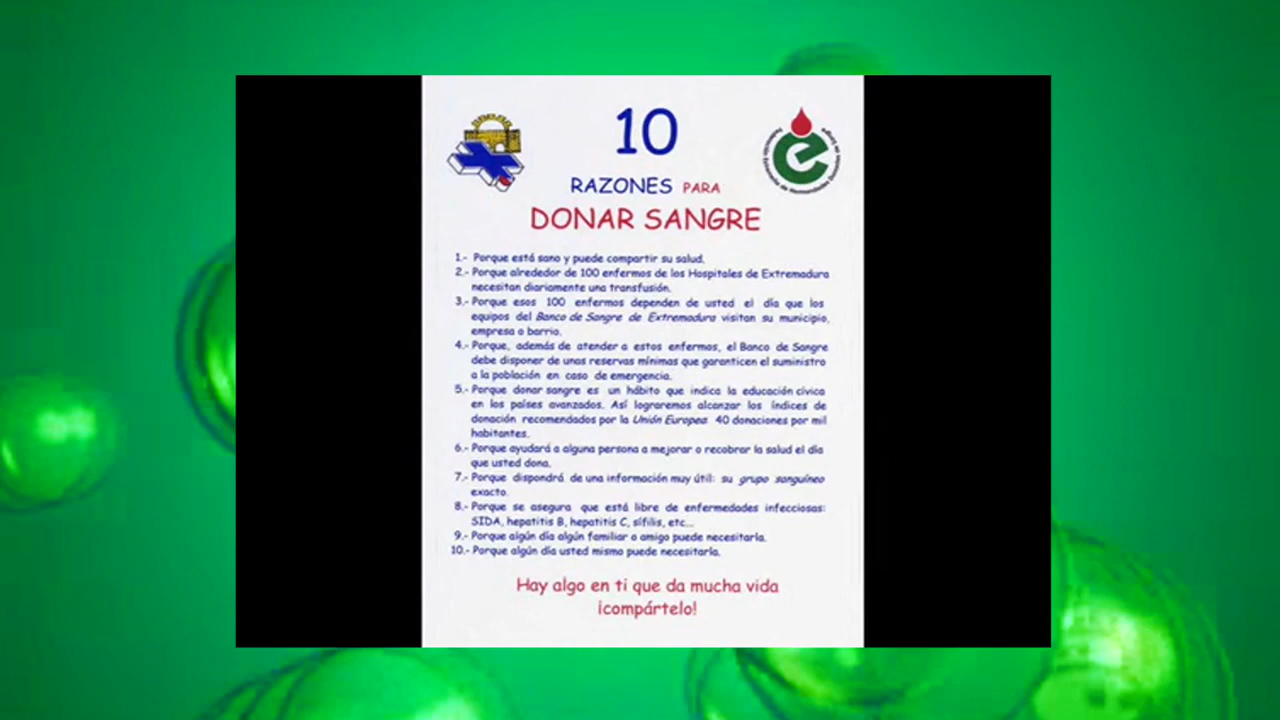 10
RAZONES PARA
DONAR SANGRE
1.- Porque está sano y puede compartir su salud.
2.- Porque alrededor de 100 enfermos de los Hospitales de Extremadura
necesitan diariamente una transfusión.
3.- Porque esos 100 enfermos dependen de usted el día que los
equipos del Banco de Sangre de Extremadura visitan su municipio,
empresa o barrio.
4.- Porque, además de atender a estos enfermos, el Banco de Sangre
debe disponer de unas reservas mínimas que garanticen el suministro
a la población en caso de emergencia.
5.- Porque donar sangre es un hábito que indica la educación cívica
en los países avanzados. Así lograremos alcanzar los índices de
donación recomendados por la Unión Europea 40 donaciones por mil
habitantes.
6.- Porque ayudará a alguna persona a mejorar o recobrar la salud el día
que usted dona.
7.- Porque dispondrá de una información muy útil: su grupo sanguíneo
exacto.
8.- Porque se asegura que está libre de enfermedades infecciosas:
SIDA, hepatitis B, hepatitis C, sífilis, etc...
9.- Porque algún día algún familiar o amigo puede necesitarla.
10.- Porque algún día usted mismo puede necesitarla.
Hay algo en ti que da mucha vida
¡compártelo!